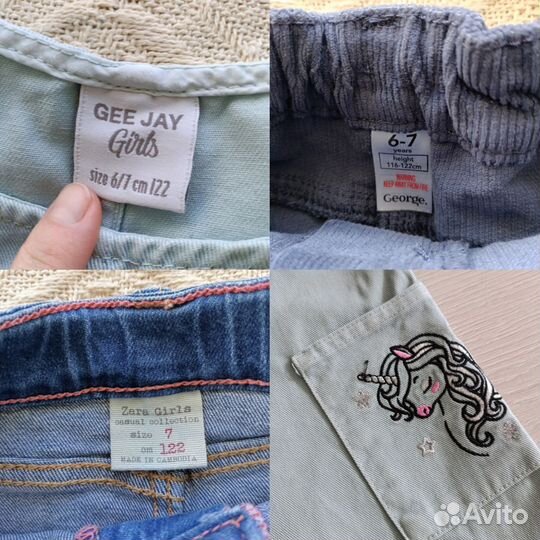 GEE JAY
Girls
size 6/7 cm 122
6-7
years
height
116-122cm
WARNING
KEEP AWAY FROM FIRE
George.
Zara Girls
casual collection
size 7
cm 122
MADE IN CAMBODIA
Avito